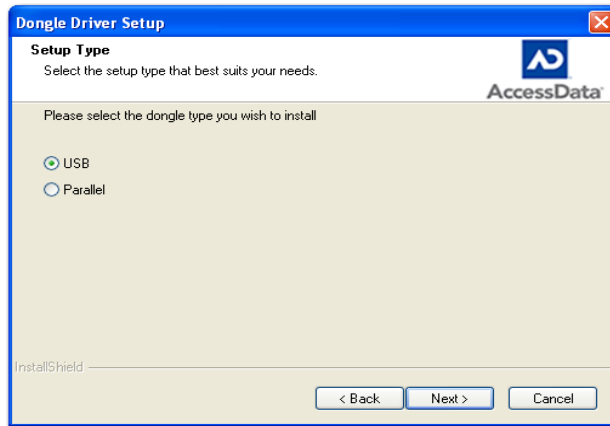 Dongle Driver Setup
Setup Type
Select the setup type that best suits your needs.
AccessData
Please select the dongle type you wish to install
USB
Parallel
InstallShield
< Back
Next >
Cancel